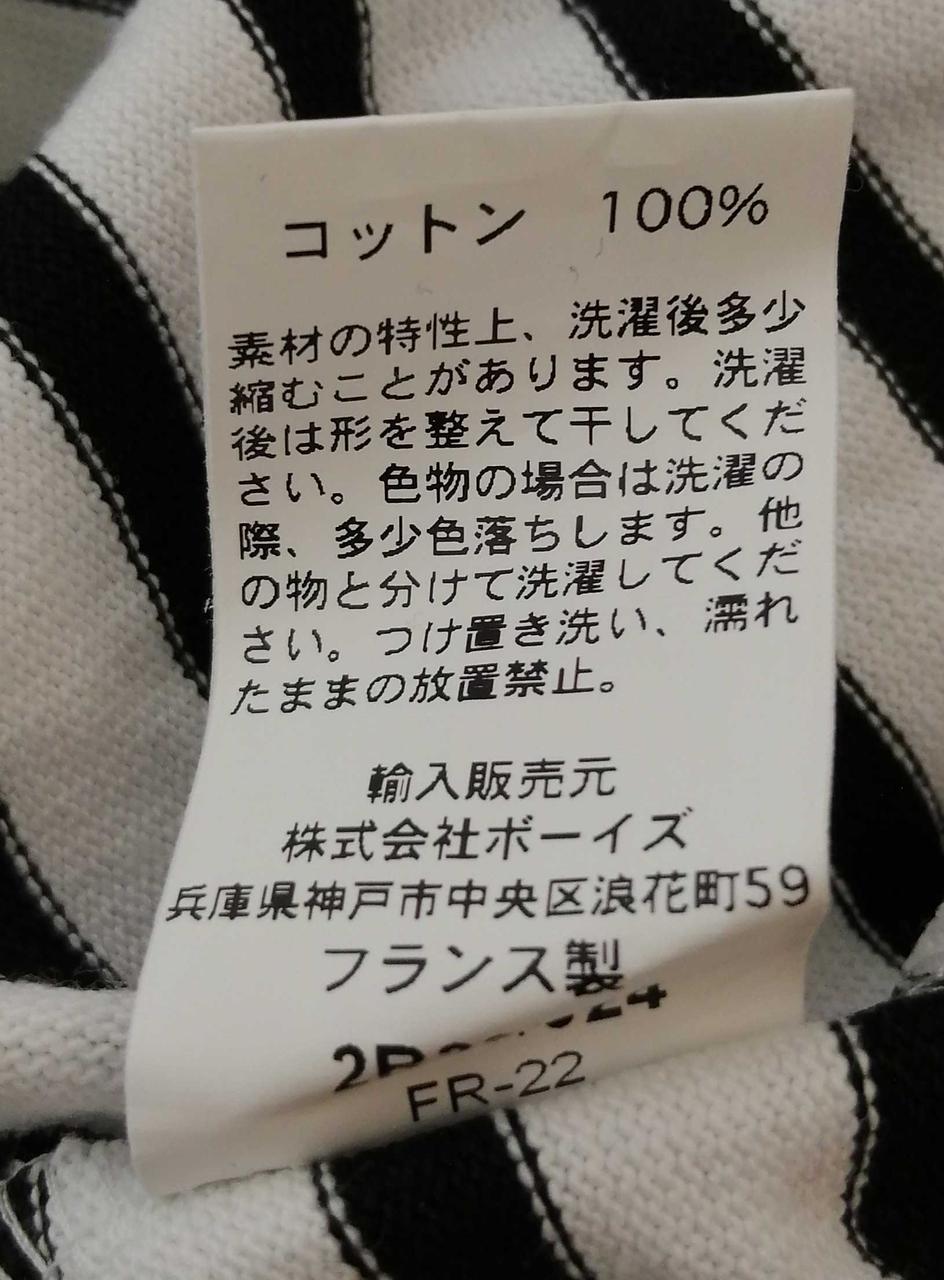 コットン　100%
素材の特性上、洗濯後多少
縮むことがあります。洗濯
後は形を整えて干してくだ
さい。色物の場合は洗濯の
際、多少色落ちします。他
の物と分けて洗濯してくだ
さい。つけ置き洗い、濡れ
たままの放置禁止。
輸入販売元
株式会社ボーイズ
兵庫県神戸市中央区浪花町59
フランス製
FR-22